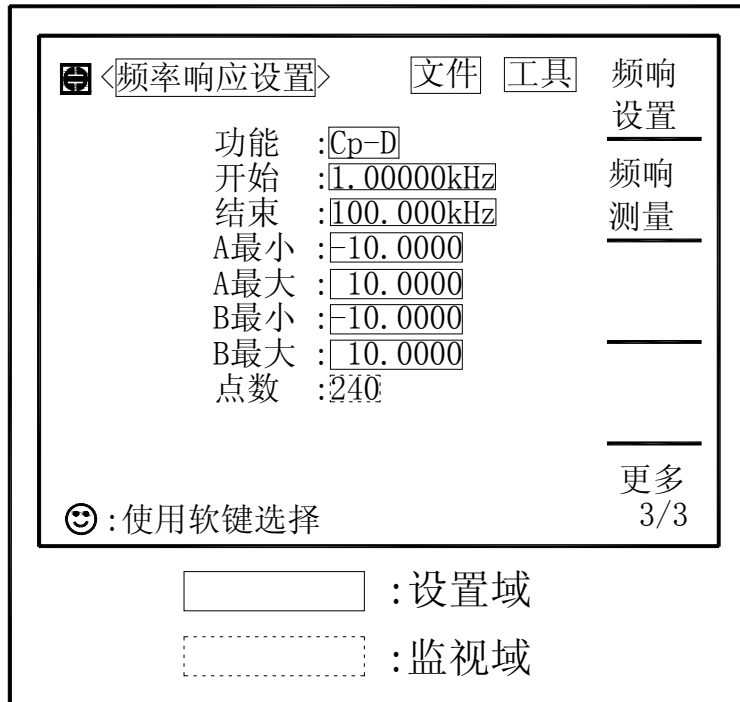 <频率响应设置> 文件 工具
频响
设置
频响
测量
功能 :Cp-D
开始 :1.00000kHz
结束 :100.000kHz
A最小 :-10.0000
A最大 : 10.0000
B最小 :-10.0000
B最大 : 10.0000
点数 :240
更多
3/3
:使用软键选择
:设置域
:监视域